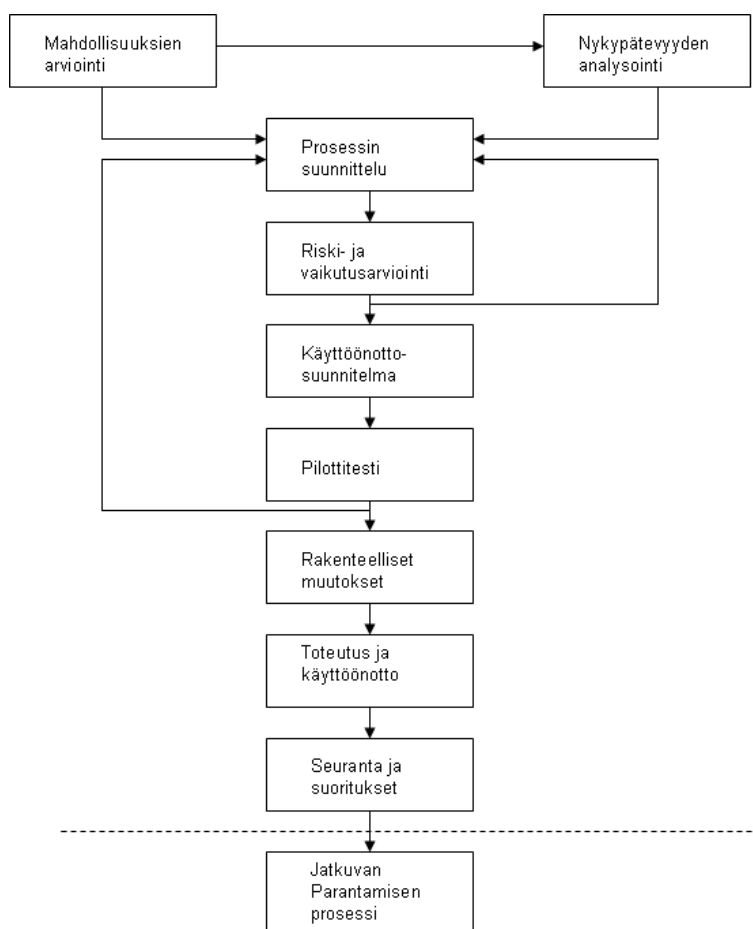 Mahdollisuuksien
arviointi
Nykypätevyyden
analysointi
Prosessin
suunnittelu
Riski- ja
vaikutusarviointi
Käyttöönotto-
suunnitelma
Pilottitesti
Rakenteelliset
muutokset
Toteutus ja
käyttöönotto
Seuranta ja
suoritukset
Jatkuvan
Parantamisen
prosessi